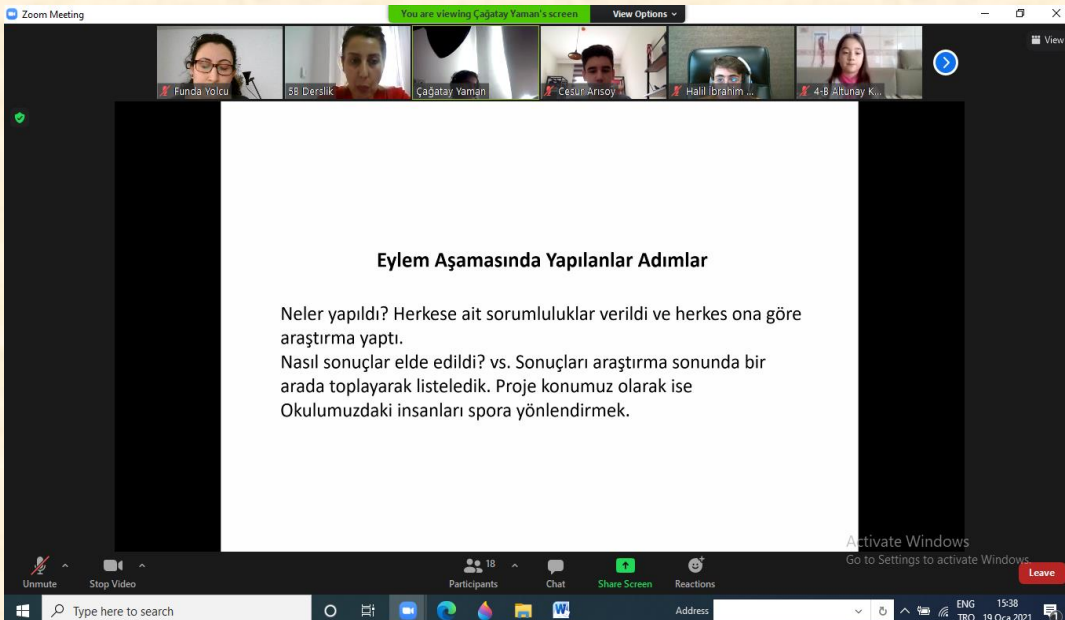 Zoom Meeting
You are viewing Çağatay Yaman's screen
View Options
View
Funda Yolcu
5B Derslik
Çağatay Yaman
Cesur Arısoy
Halil İbrahim ...
4-B Altunay K...
Eylem Aşamasında Yapılanlar Adımlar
Neler yapıldı? Herkese ait sorumluluklar verildi ve herkes ona göre
araştırma yaptı.
Nasıl sonuçlar elde edildi? vs. Sonuçları araştırma sonunda bir
arada toplayarak listeledik. Proje konumuz olarak ise
Okulumuzdaki insanları spora yönlendirmek.
Activate Windows
Go to Settings to activate Windows.
Unmute
Stop Video
18
Participants
Chat
Share Screen
Reactions
Leave
Type here to search
Address
ENG
TRQ
15:38
19 Oca 2021
1